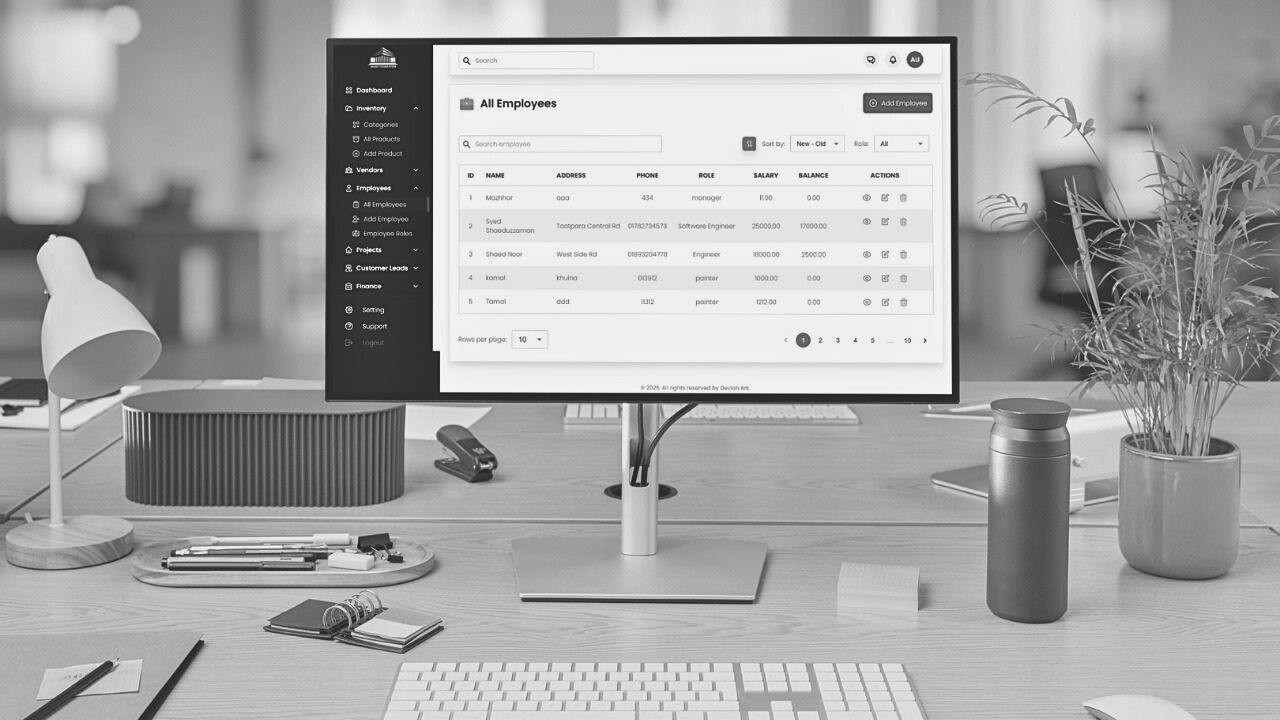 Search
AU
Dashboard
Inventory
Categories
All Products
Add Product
Vendors
Employees
All Employees
Add Employee
Employee Roles
Projects
Customer Leads
Finance
Setting
Support
Logout
All Employees
Add Employee
Search employee
Sort by: New - Old Role: All
ID NAME ADDRESS PHONE ROLE SALARY BALANCE ACTIONS
1 Mazhhar aaa 434 manager 11.00 0.00
2 Syed Shaeduzzaman Tootpara Central Rd 01782734573 Software Engineer 25000.00 17000.00
3 Shaed Noor West Side Rd 01893204778 Engineer 18000.00 2500.00
4 kamal khulna 013912 painter 1000.00 0.00
5 Tamal ddd 11312 painter 1212.00 0.00
Rows per page: 10
1 2 3 4 5 ... 10
© 2025. All rights reserved by Devlon Ark.